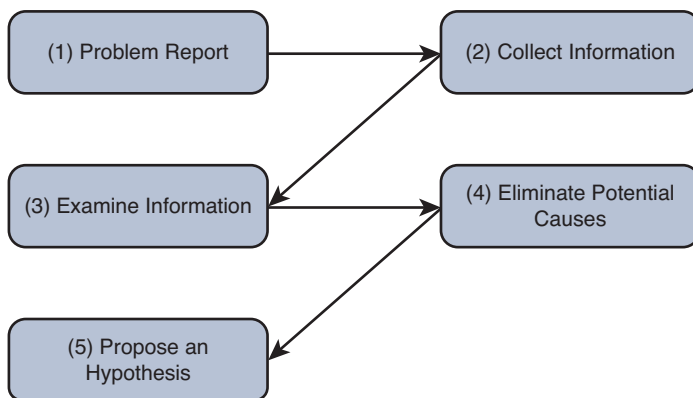 (1) Problem Report
(2) Collect Information
(3) Examine Information
(4) Eliminate Potential
Causes
(5) Propose an
Hypothesis